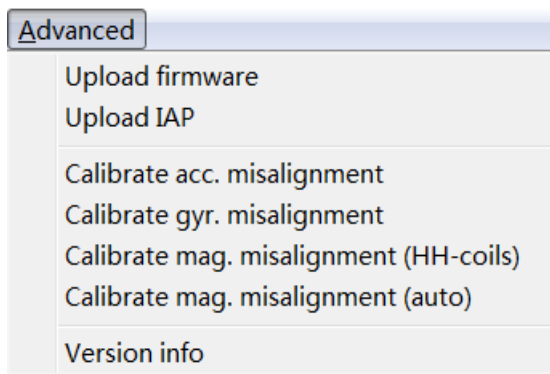 Advanced
Upload firmware
Upload IAP
Calibrate acc. misalignment
Calibrate gyr. misalignment
Calibrate mag. misalignment (HH-coils)
Calibrate mag. misalignment (auto)
Version info